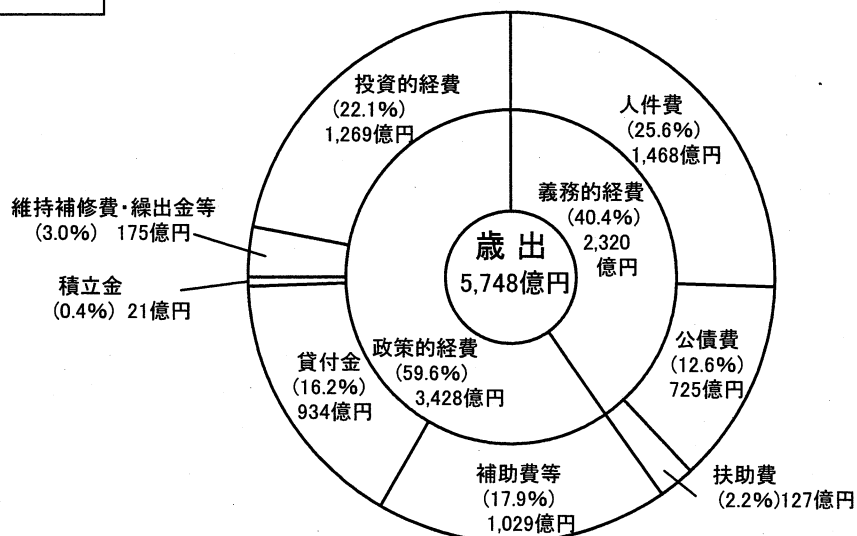 歳出
5,748億円
義務的経費
(40.4%)
2,320
億円
政策的経費
(59.6%)
3,428億円
人件費
(25.6%)
1,468億円
公債費
(12.6%)
725億円
扶助費
(2.2%)127億円
補助費等
(17.9%)
1,029億円
貸付金
(16.2%)
934億円
積立金
(0.4%) 21億円
維持補修費・繰出金等
(3.0%) 175億円
投資的経費
(22.1%)
1,269億円